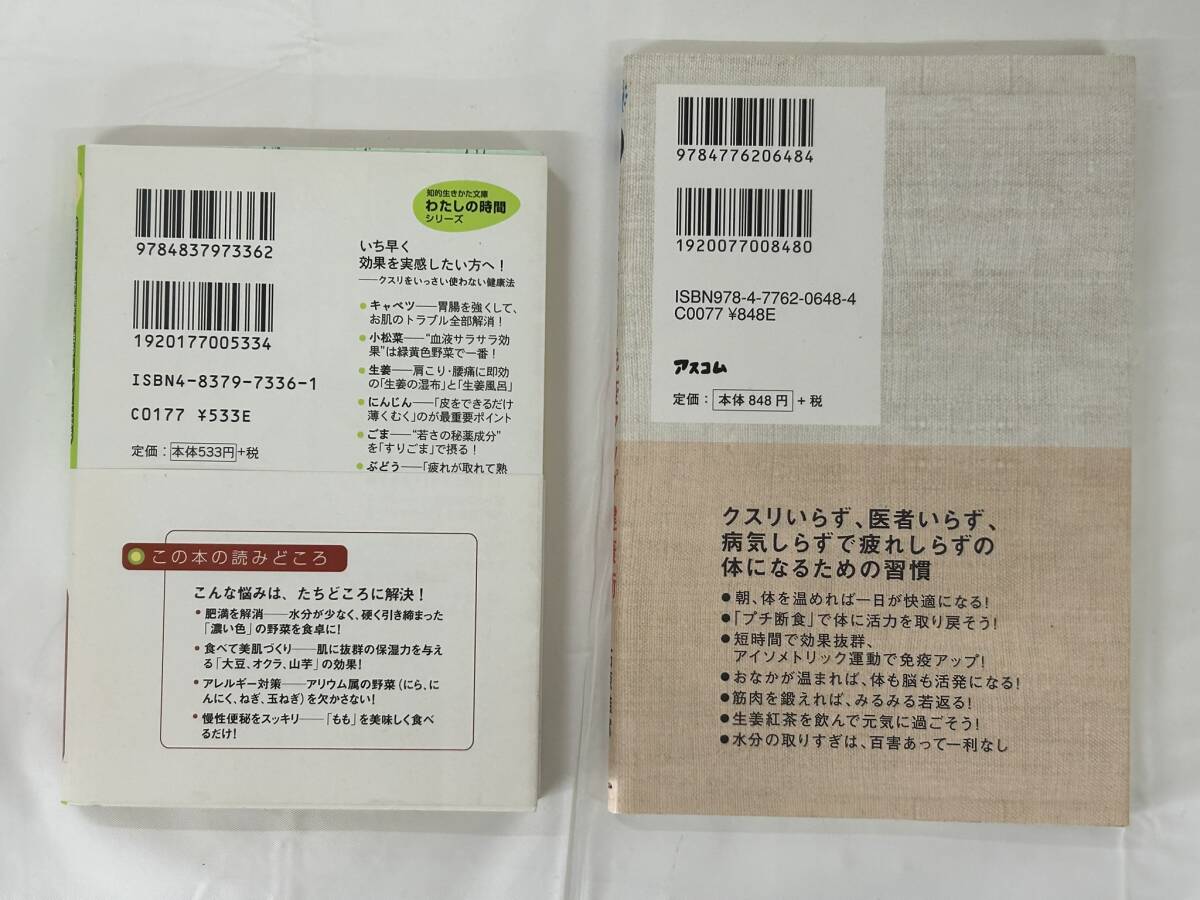 9784837973362
1920177005334
ISBN4-8379-7336-1
C0177 ¥533E
定価：本体533円+税
知的生きかた文庫
わたしの時間
シリーズ
いち早く
効果を実感したい方へ！
――クスリをいっさい使わない健康法
●キャベツ――胃腸を強くして、
お肌のトラブル全部解消！
●小松菜――“血液サラサラ効
果”は緑黄色野菜で一番！
●生姜――肩こり・腰痛に即効
の「生姜の湿布」と「生姜風呂」
●にんじん――「皮をできるだけ
薄くむく」のが最重要ポイント
●ごま――“若さの秘薬成分”
を「すりごま」で摂る！
●ぶどう――「疲れが取れて熟
この本の読みどころ
こんな悩みは、たちどころに解決！
●肥満を解消――水分が少なく、硬く引き締まった
「濃い色」の野菜を食卓に！
●食べて美肌づくり――肌に抜群の保湿力を与え
る「大豆、オクラ、山芋」の効果！
●アレルギー対策――アリウム属の野菜（にら、に
んにく、ねぎ、玉ねぎ）を欠かさない！
●慢性便秘をスッキリ――「もも」を美味しく食べ
るだけ！
9784776206484
1920077008480
ISBN978-4-7762-0648-4
C0077 ¥848E
アスコム
定価：本体 848 円＋税
クスリいらず、医者いらず、
病気しらずで疲れしらずの
体になるための習慣
●朝、体を温めれば一日が快適になる！
●「プチ断食」で体に活力を取り戻そう！
●短時間で効果抜群、
アイソメトリック運動で免疫アップ！
●おなかが温まれば、体も脳も活発になる！
●筋肉を鍛えれば、みるみる若返る！
●生姜紅茶を飲んで元気に過ごそう！
●水分の取りすぎは、百害あって一利なし